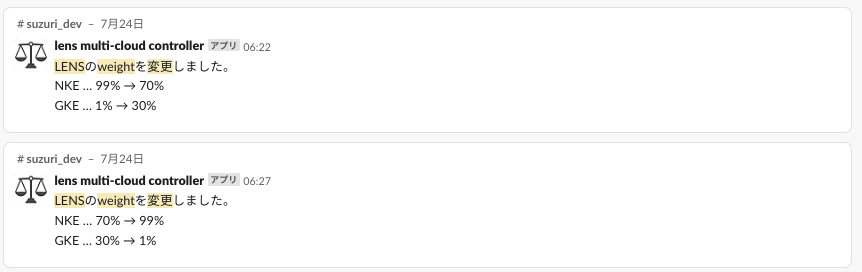 # suzuri_dev – 7月24日
lens multi-cloud controller アプリ 06:22
LENSのweightを変更しました。
NKE ... 99% → 70%
GKE ... 1% → 30%
# suzuri_dev – 7月24日
lens multi-cloud controller アプリ 06:27
LENSのweightを変更しました。
NKE ... 70% → 99%
GKE ... 30% → 1%